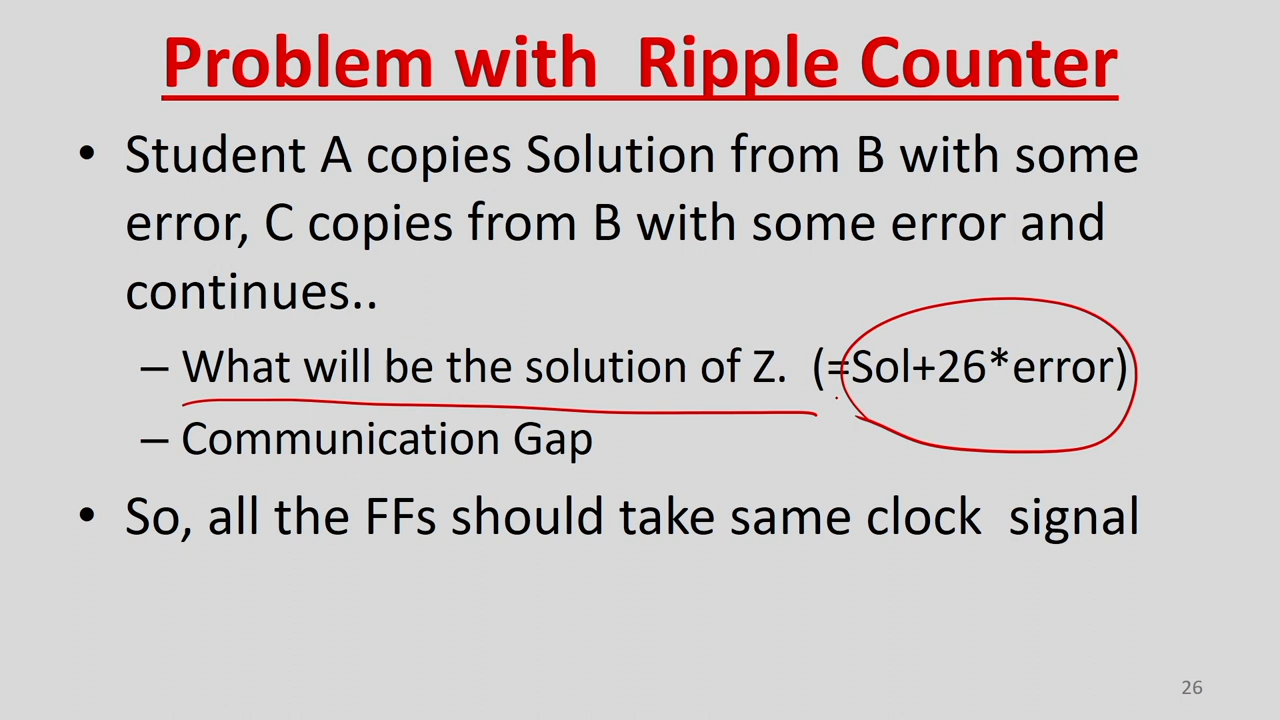 Problem with Ripple Counter
• Student A copies Solution from B with some
error, C copies from B with some error and
continues..
– What will be the solution of Z. (=Sol+26*error)
– Communication Gap
• So, all the FFs should take same clock signal
26